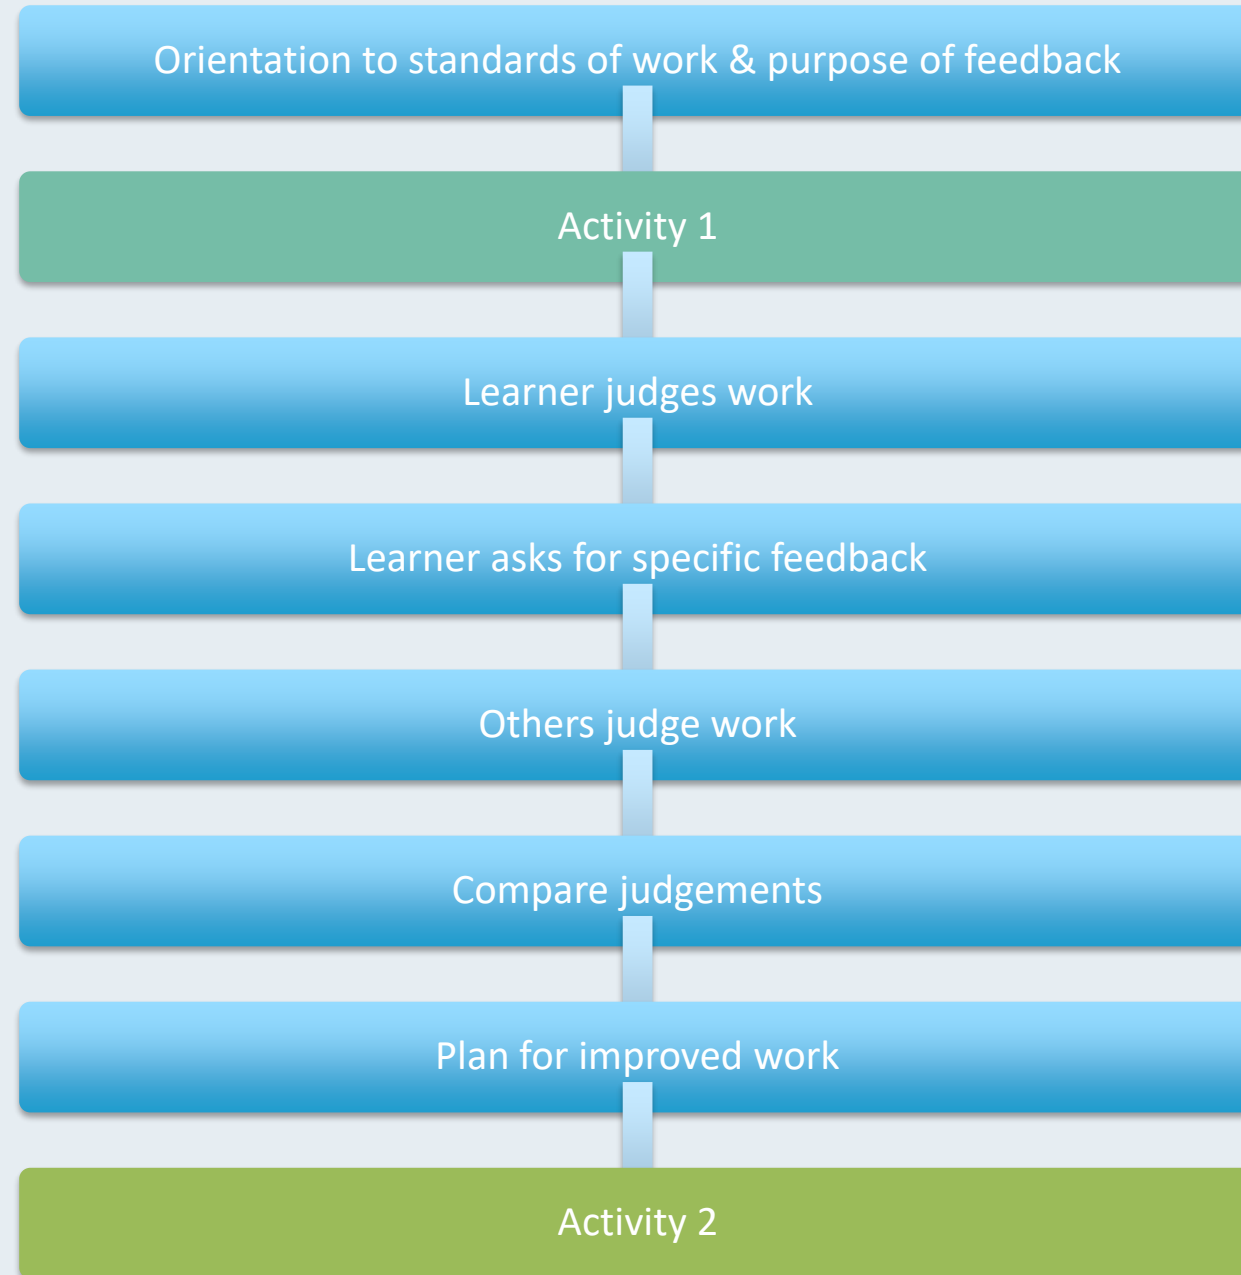 Orientation to standards of work & purpose of feedback
Activity 1
Learner judges work
Learner asks for specific feedback
Others judge work
Compare judgements
Plan for improved work
Activity 2